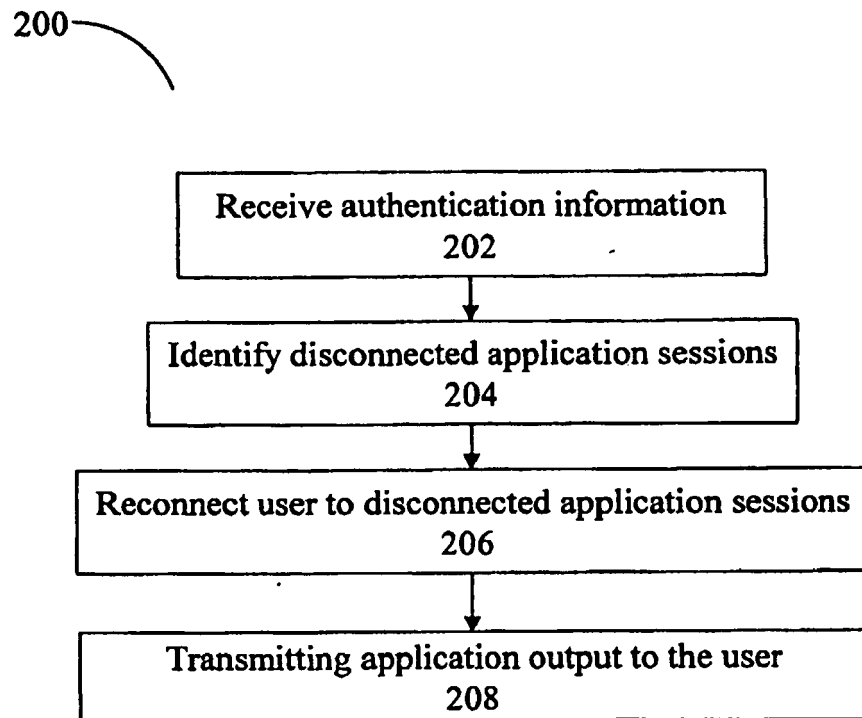 200
Receive authentication information
202
Identify disconnected application sessions
204
Reconnect user to disconnected application sessions
206
Transmitting application output to the user
208